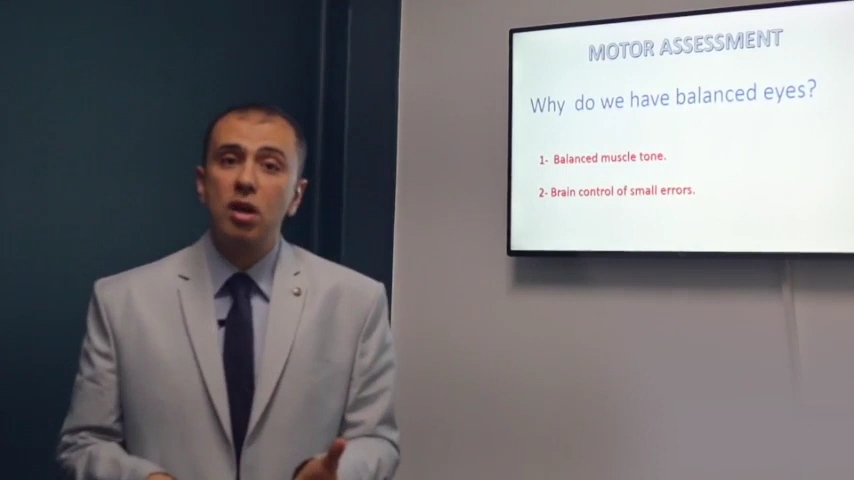 MOTOR ASSESSMENT
Why do we have balanced eyes?
1- Balanced muscle tone.
2- Brain control of small errors.